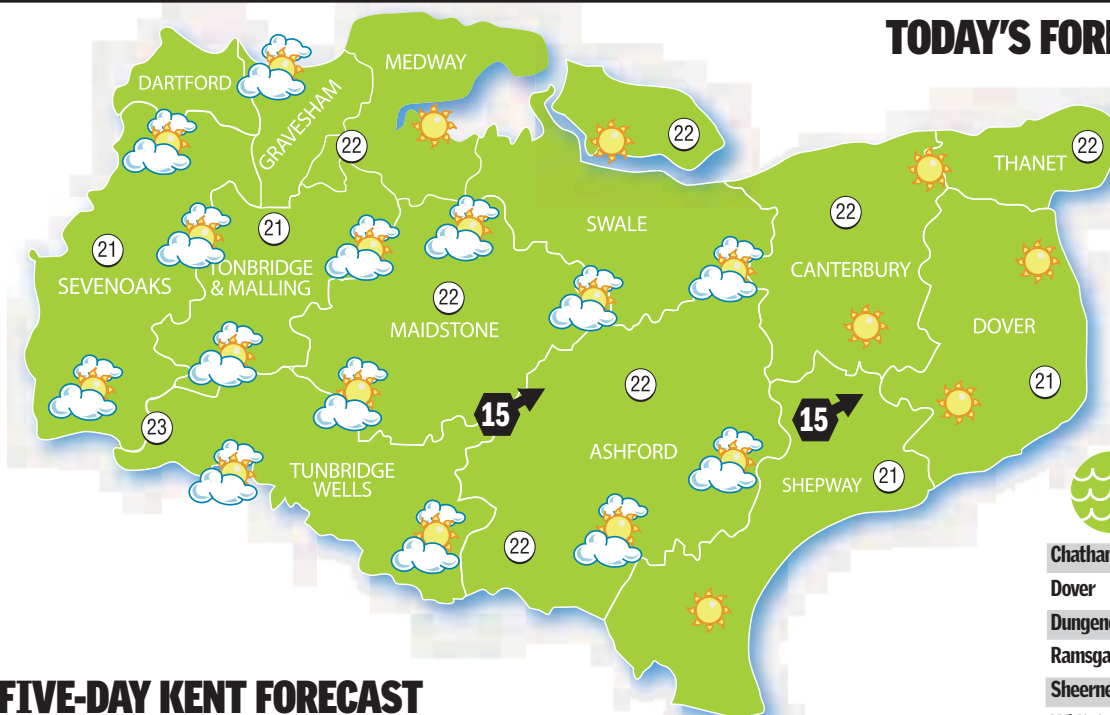 TODAY'S
MEDWAY
DARTFORD
GRAVESHAM
22
22
THANET
22
22
SWALE
21
21
SEVENOAKS
TONBRIDGE
& MALLING
CANTERBURY
22
MAIDSTONE
DOVER
22
21
15
15
23
ASHFORD
TUNBRIDGE
WELLS
SHEPWAY
21
22
Dover
FIVE-DAY KENT FORECAST